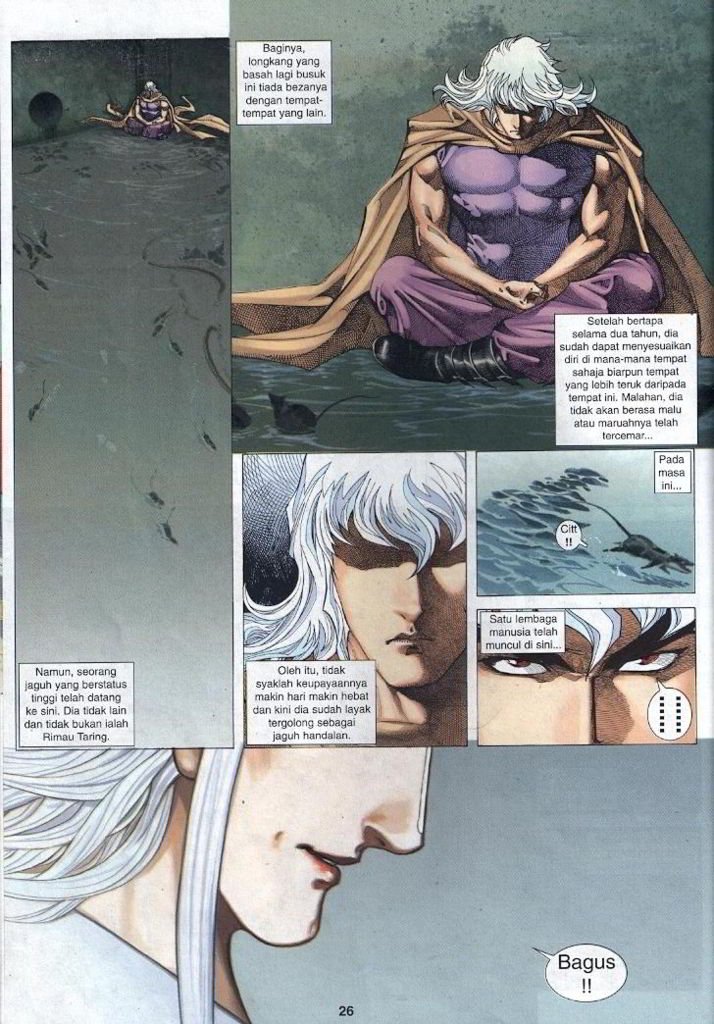 Namun, seorang
jaguh yang berstatus
tinggi telah datang
ke sini. Dia tidak lain
dan tidak bukan ialah
Rimau Taring.
Baginya,
longkang yang
basah lagi busuk
ini tiada bezanya
dengan tempat-
tempat yang lain.
Setelah bertapa
selama dua tahun, dia
sudah dapat menyesuaikan
diri di mana-mana tempat
sahaja biarpun tempat
yang lebih teruk daripada
tempat ini. Malahan, dia
tidak akan berasa malu
atau maruahnya telah
tercemar...
Oleh itu, tidak
syaklah keupayaannya
makin hari makin hebat
dan kini dia sudah layak
tergolong sebagai
jaguh handalan.
Pada
masa
ini...
Citt
!!
Satu lembaga
manusia telah
muncul di sini...
!!
Bagus
!!
26